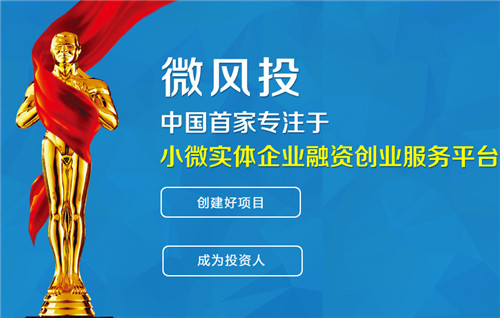 微风投
中国首家专注于
小微实体企业融资创业服务平台
创建好项目
成为投资人